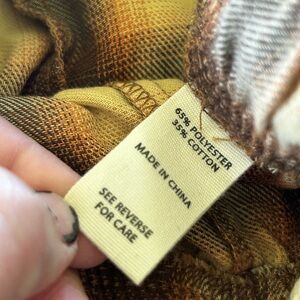 65% POLYESTER
35% COTTON
MADE IN CHINA
SEE REVERSE
FOR CARE